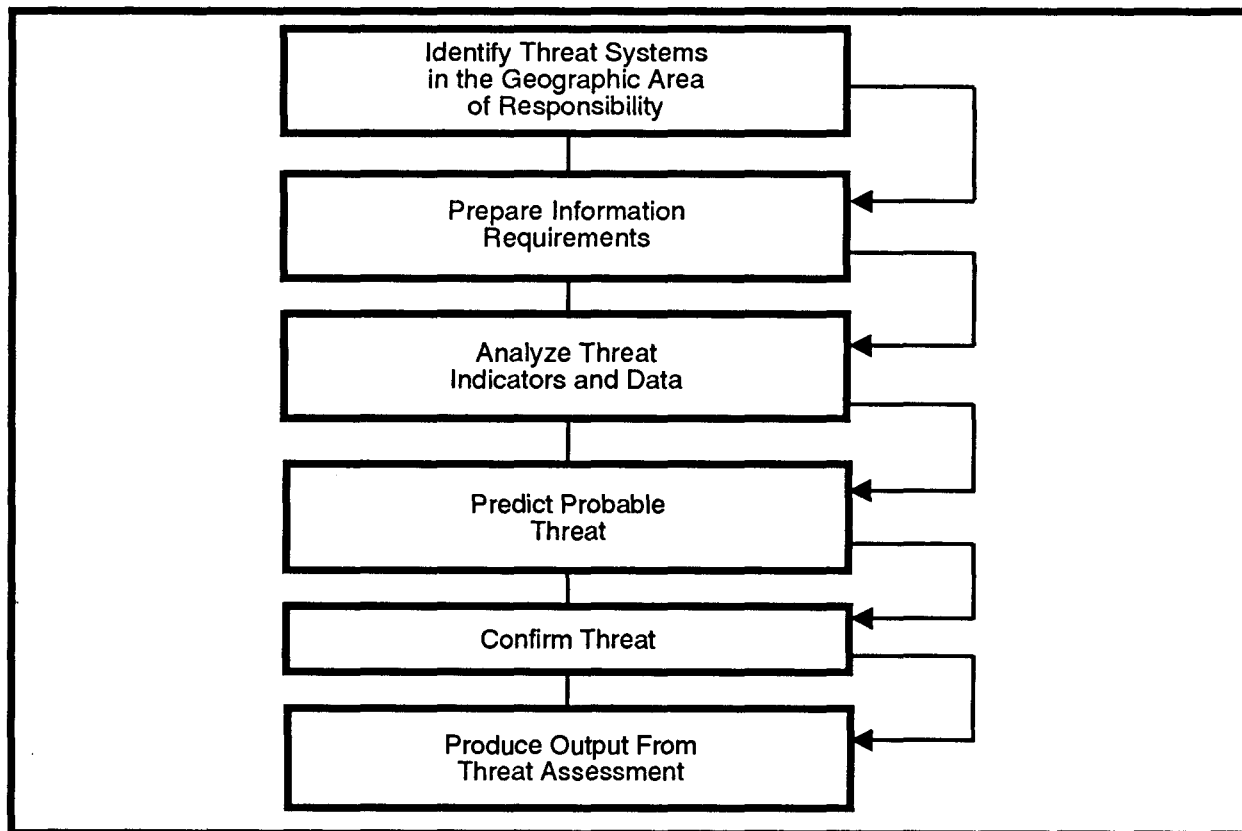 Identify Threat Systems
in the Geographic Area
of Responsibility
Prepare Information
Requirements
Analyze Threat
Indicators and Data
Predict Probable
Threat
Confirm Threat
Produce Output From
Threat Assessment